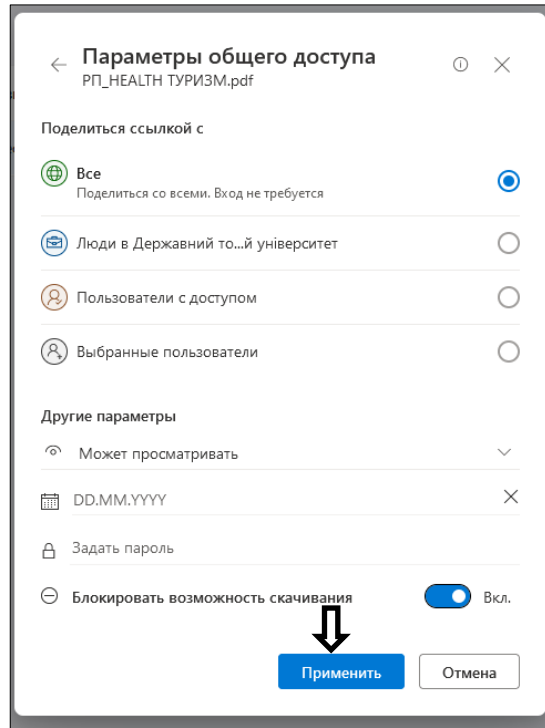 Параметры общего доступа
РП_HEALTH ТУРИЗМ.pdf
Поделиться ссылкой с
Все
Поделиться со всеми. Вход не требуется
Люди в Державний то...й університет
Пользователи с доступом
Выбранные пользователи
Другие параметры
Может просматривать
DD.MM.YYYY
Задать пароль
Блокировать возможность скачивания Вкл.
Применить Отмена